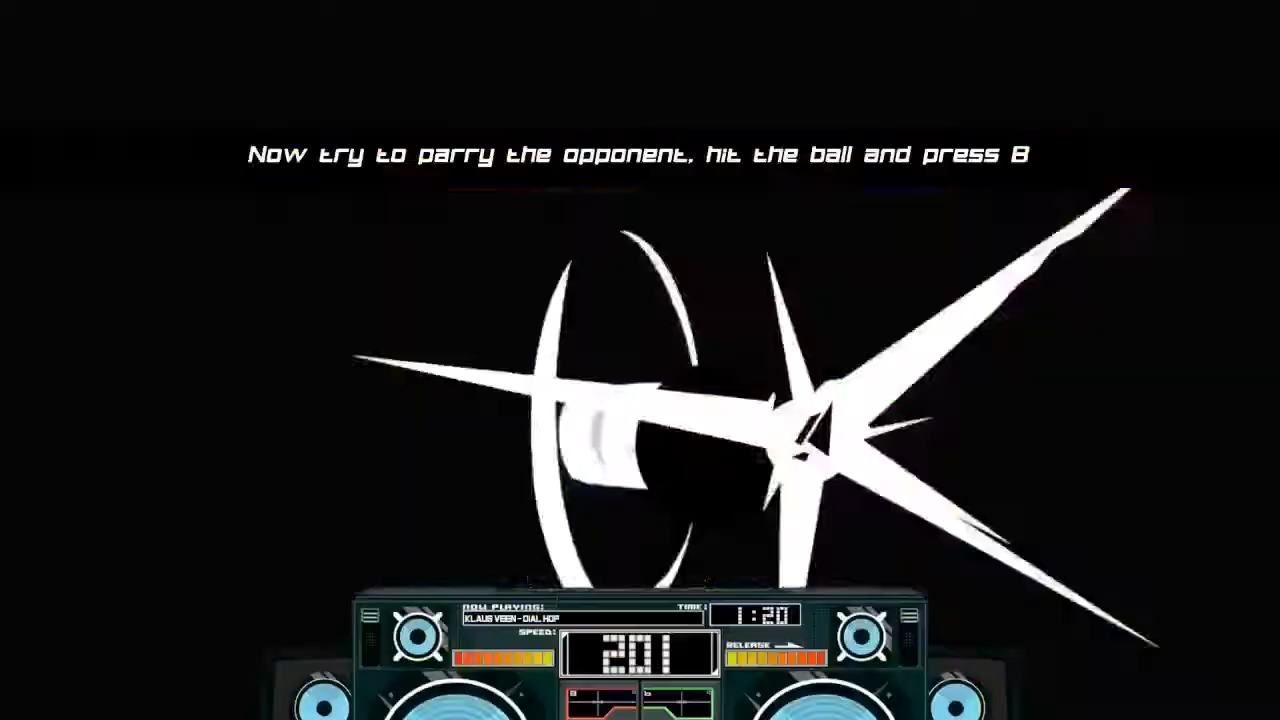 Now try to parry the opponent, hit the ball and press B
NOW PLAYING:
TIME:
KLAUS VEEN - DIAL HOP
1:20
SPEED:
201
RELEASE